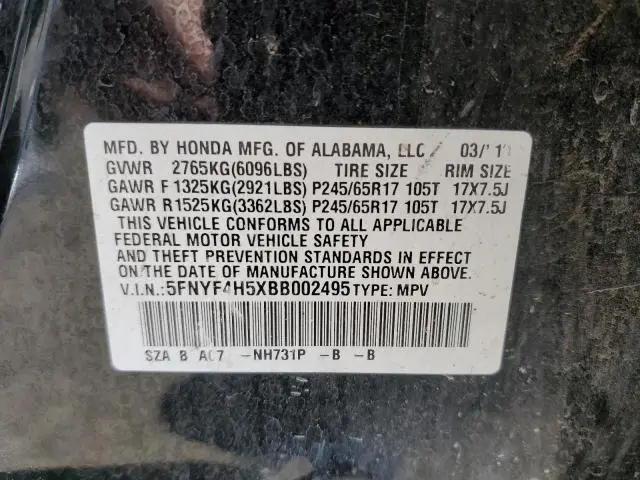 MFD. BY HONDA MFG. OF ALABAMA, LLC 03/'1
GVWR 2765KG(6096LBS) TIRE SIZE RIM SIZE
GAWR F 1325KG(2921LBS) P245/65R17 105T 17X7.5J
GAWR R 1525KG(3362LBS) P245/65R17 105T 17X7.5J
THIS VEHICLE CONFORMS TO ALL APPLICABLE
FEDERAL MOTOR VEHICLE SAFETY
AND THEFT PREVENTION STANDARDS IN EFFECT
ON THE DATE OF MANUFACTURE SHOWN ABOVE.
V.I.N.:5FNYF4H5XBB002495 TYPE: MPV
SZA B AC7 -NH731P -B -B